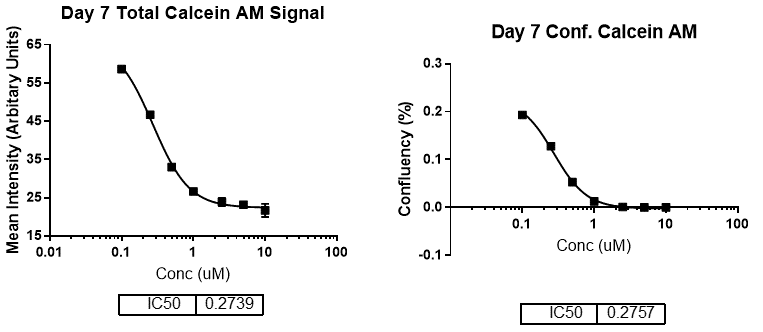 Day 7 Total Calcein AM Signal
Mean Intensity (Arbitary Units)
65
55
45
35
25
15
0.01 0.1 1 10 100
Conc (uM)
IC50 0.2739
Day 7 Conf. Calcein AM
Confluency (%)
0.3
0.2
0.1
0.0
-0.1
0.1 1 10 100
Conc (uM)
IC50 0.2757